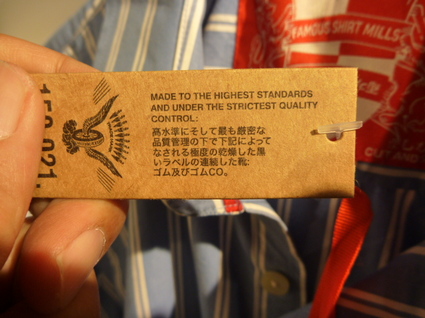 MADE TO THE HIGHEST STANDARDS
AND UNDER THE STRICTEST QUALITY
CONTROL:
高水準にそして最も厳密な
品質管理の下で下記によって
なされる極度の乾燥した黒
いラベルの連続した靴:
ゴム及びゴムCO。
FAMOUS SHIRT MILLS